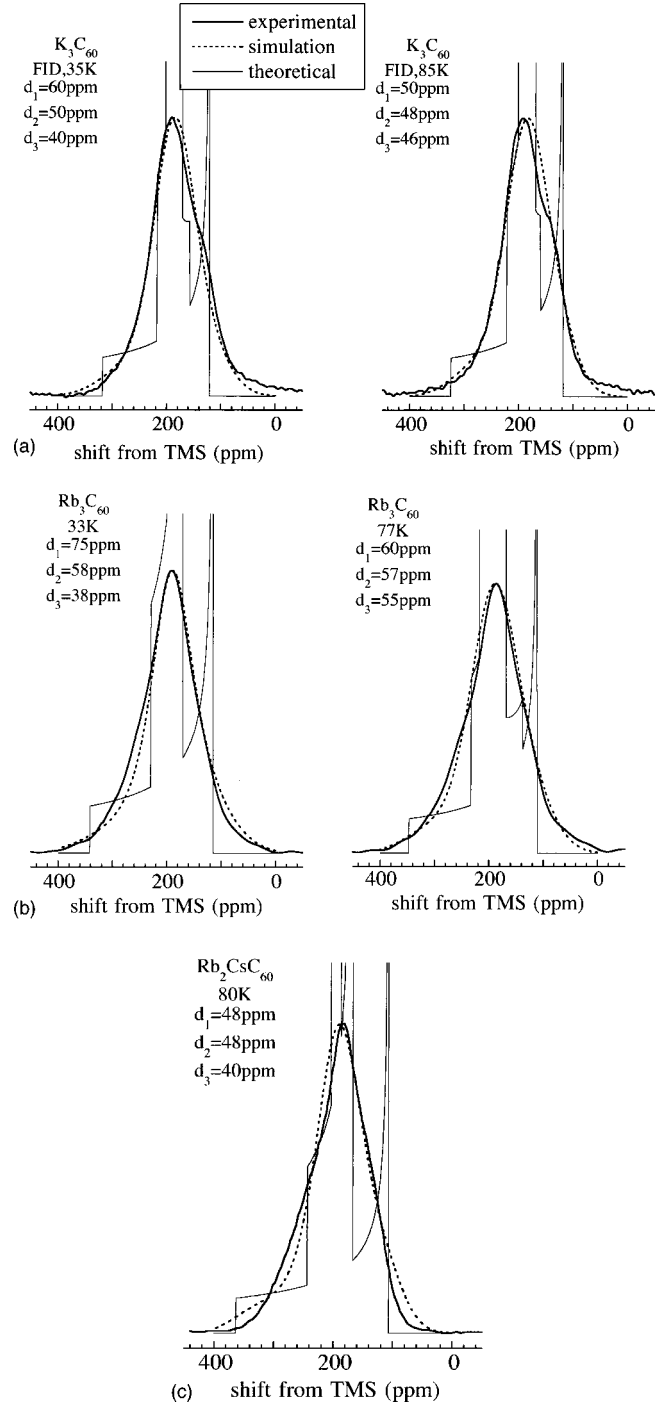 experimental
simulation
theoretical
K₃C₆₀
FID,35K
d₁=60ppm
d₂=50ppm
d₃=40ppm
K₃C₆₀
FID,85K
d₁=50ppm
d₂=48ppm
d₃=46ppm
400 200 0
shift from TMS (ppm)
400 200 0
shift from TMS (ppm)
(a)
Rb₃C₆₀
33K
d₁=75ppm
d₂=58ppm
d₃=38ppm
Rb₃C₆₀
77K
d₁=60ppm
d₂=57ppm
d₃=55ppm
400 200 0
shift from TMS (ppm)
400 200 0
shift from TMS (ppm)
(b)
Rb₂CsC₆₀
80K
d₁=48ppm
d₂=48ppm
d₃=40ppm
400 200 0
(c) shift from TMS (ppm)